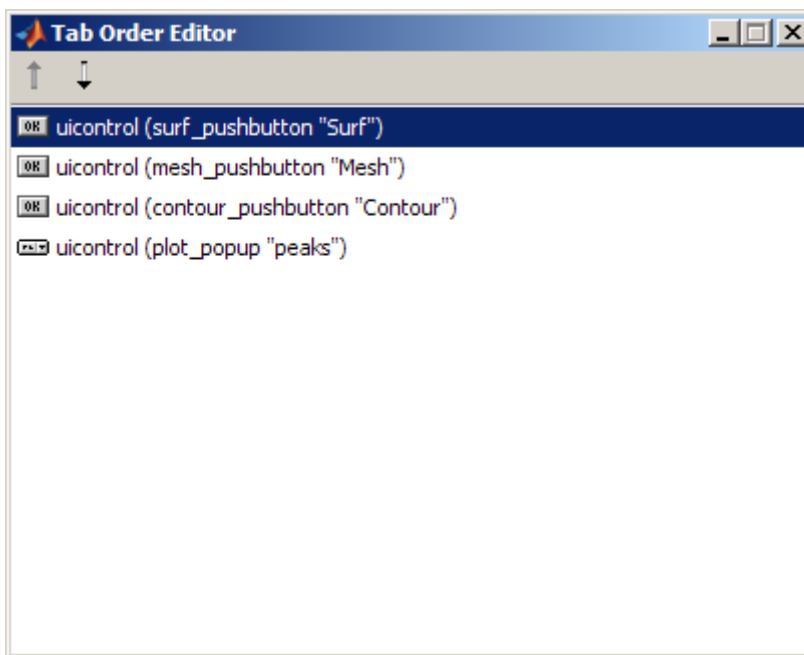 Tab Order Editor
OK uicontrol (surf_pushbutton "Surf")
OK uicontrol (mesh_pushbutton "Mesh")
OK uicontrol (contour_pushbutton "Contour")
uicontrol (plot_popup "peaks")